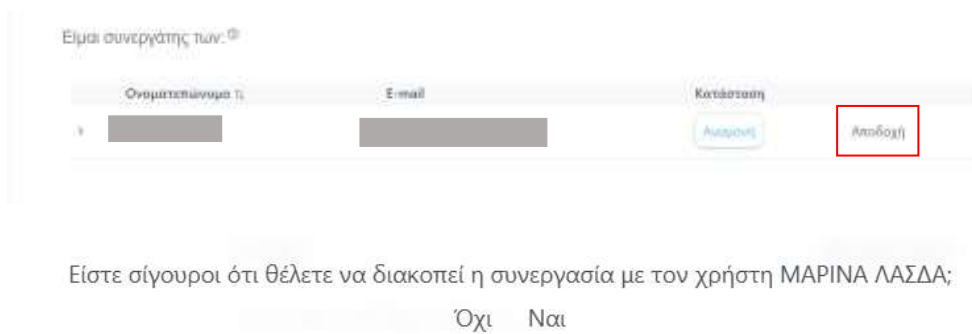 Είμαι συνεργάτης των:
Ονοματεπώνυμο E-mail Κατάσταση
Αναμονή Αποδοχή
Είστε σίγουροι ότι θέλετε να διακοπεί η συνεργασία με τον χρήστη ΜΑΡΙΝΑ ΛΑΣΔΑ;
Όχι Ναι